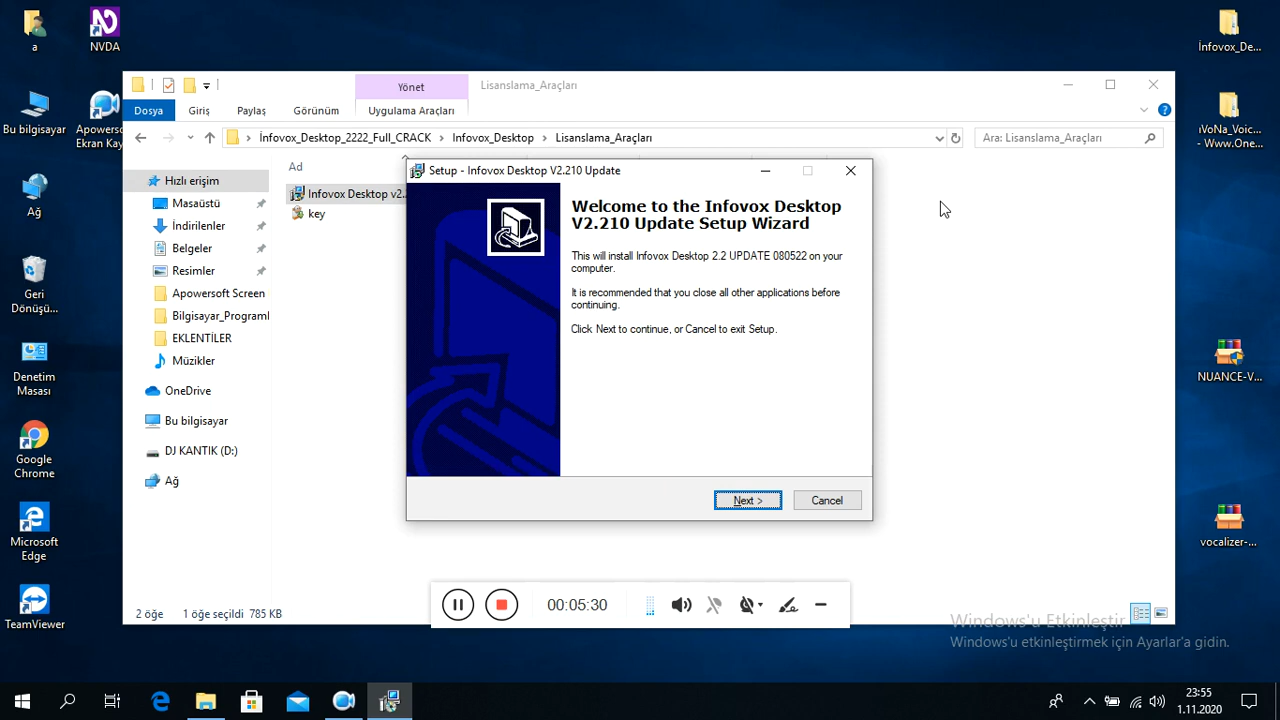 a
NVDA
Bu bilgisayar
Apowersoft
Ekran Kay...
Ağ
Geri
Dönüşü...
Denetim
Masası
Google
Chrome
Microsoft
Edge
TeamViewer
Yönet
Lisanslama_Araçları
Dosya
Giriş
Paylaş
Görünüm
Uygulama Araçları
İnfovox_Desktop_2222_Full_CRACK
Infovox_Desktop
Lisanslama_Araçları
Ara: Lisanslama_Araçları
Ad
Hızlı erişim
Masaüstü
İndirilenler
Belgeler
Resimler
Apowersoft Screen
Bilgisayar_Programl
EKLENTİLER
Müzikler
OneDrive
Bu bilgisayar
DJ KANTIK (D:)
Ağ
Infovox Desktop v2.
key
Setup - Infovox Desktop V2.210 Update
Welcome to the Infovox Desktop
V2.210 Update Setup Wizard
This will install Infovox Desktop 2.2 UPDATE 080522 on your
computer.
It is recommended that you close all other applications before
continuing.
Click Next to continue, or Cancel to exit Setup.
Next >
Cancel
00:05:30
2 öğe
1 öğe seçildi
785 KB
Windows'u Etkinleştir
Windows'u etkinleştirmek için Ayarlar'a gidin.
İnfovox_De...
- Www.One...
NUANCE-V...
vocalizer-...
23:55
1.11.2020